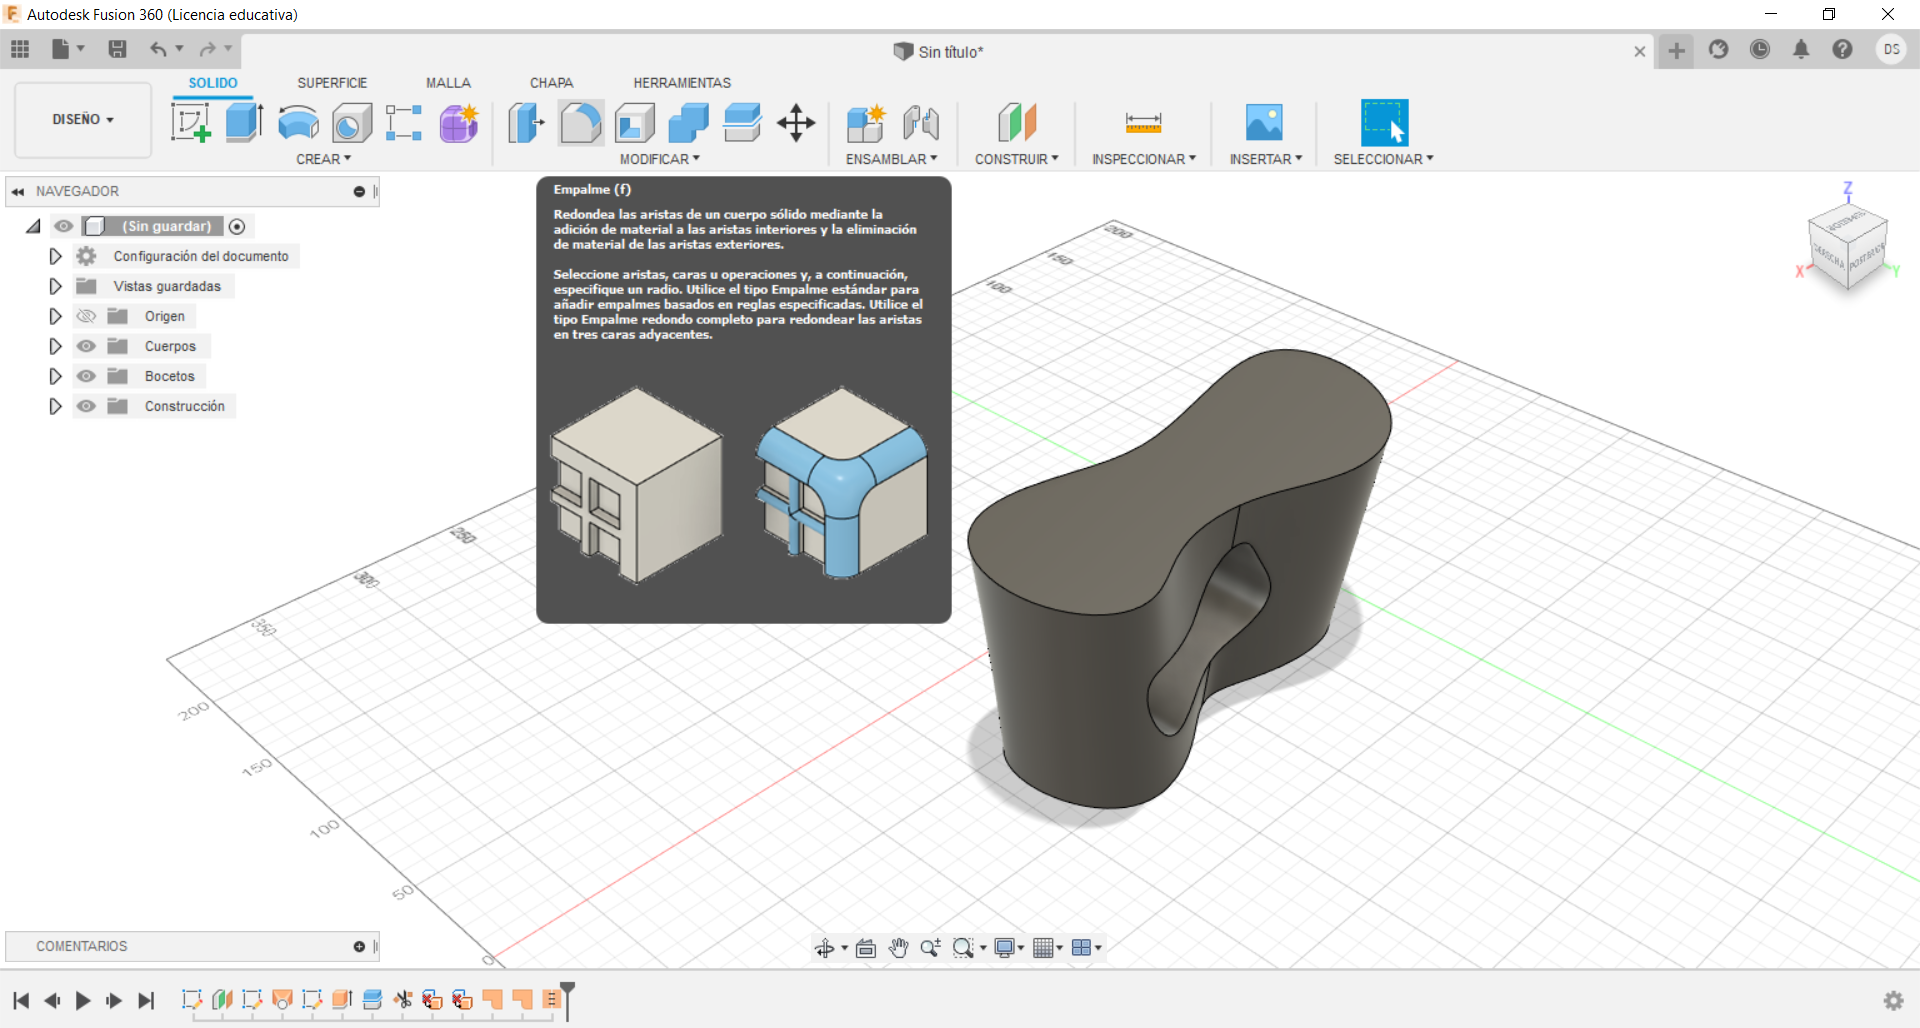 Autodesk Fusion 360 (Licencia educativa)
Sin título*
DS
DISEÑO
SOLIDO
SUPERFICIE
MALLA
CHAPA
HERRAMIENTAS
CREAR
MODIFICAR
ENSAMBLAR
CONSTRUIR
INSPECCIONAR
INSERTAR
SELECCIONAR
NAVEGADOR
(Sin guardar)
Configuración del documento
Vistas guardadas
Origen
Cuerpos
Bocetos
Construcción
Empalme (f)
Redondea las aristas de un cuerpo sólido mediante la
adición de material a las aristas interiores y la eliminación
de material de las aristas exteriores.
Seleccione aristas, caras u operaciones y, a continuación,
especifique un radio. Utilice el tipo Empalme estándar para
añadir empalmes basados en reglas especificadas. Utilice el
tipo Empalme redondo completo para redondear las aristas
en tres caras adyacentes.
Z
X
Y
SUPERIOR
DERECHA
POSTERIOR
200
150
100
250
300
350
200
150
100
50
0
COMENTARIOS